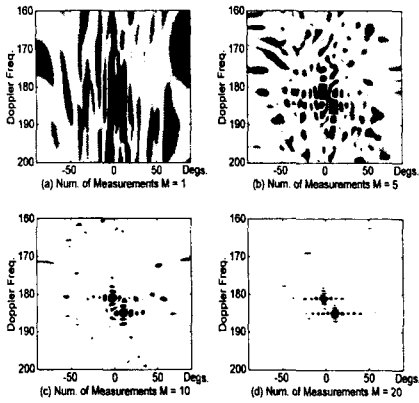 160
160
Doppler Freq.
Doppler Freq.
170
170
180
180
190
190
200
200
-50 0 50 Degs.
-50 0 50 Degs.
(a) Num. of Measurements M = 1
(b) Num. of Measurements M = 5
160
160
Doppler Freq.
Doppler Freq.
170
170
180
180
190
190
200
200
-50 0 50 Degs.
-50 0 50 Degs.
(c) Num. of Measurements M = 10
(d) Num. of Measurements M = 20